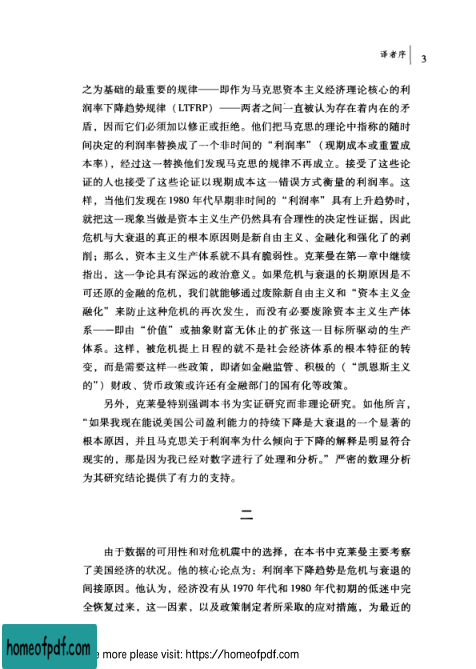 译者序 3
之为基础的最重要的规律——即作为马克思资本主义经济理论核心的利
润率下降趋势规律（LTFRP）——两者之间一直被认为存在着内在的矛
盾，因而它们必须加以修正或拒绝。他们把马克思的理论中指称的随时
间决定的利润率替换成了一个非时间的“利润率”（现期成本或重置成
本率），经过这一替换他们发现马克思的规律不再成立。接受了这些论
证的人也接受了这些论证以现期成本这一错误方式衡量的利润率。这
样，当他们发现在1980 年代早期非时间的“利润率”具有上升趋势时，
就把这一现象当做是资本主义生产仍然具有合理性的决定性证据，因此
危机与大衰退的真正的根本原因则是新自由主义、金融化和强化了的剥
削；那么，资本主义生产体系就不具有脆弱性。克莱曼在第一章中继续
指出，这一争论具有深远的政治意义。如果危机与衰退的长期原因是不
可还原的金融的危机，我们就能够通过废除新自由主义和“资本主义金
融化”来防止这种危机的再次发生，而没有必要废除资本主义生产体
系——即由“价值”或抽象财富无休止的扩张这一目标所驱动的生产
体系。这样，被危机提上日程的就不是社会经济体系的根本特征的转
变，而是需要这样一些政策，即诸如金融监管、积极的（“凯恩斯主义
的”）财政、货币政策或许还有金融部门的国有化等政策。
另外，克莱曼特别强调本书为实证研究而非理论研究。如他所言，
“如果我现在能说美国公司盈利能力的持续下降是大衰退的一个显著的
根本原因，并且马克思关于利润率为什么倾向于下降的解释是明显符合
现实的，那是因为我已经对数字进行了处理和分析。”严密的数理分析
为其研究结论提供了有力的支持。
二
由于数据的可用性和对危机震中的选择，在本书中克莱曼主要考察
了美国经济的状况。他的核心论点为：利润率下降趋势是危机与衰退的
间接原因。他认为，经济没有从1970 年代和1980 年代初期的低迷中完
全恢复过来，这一因素，以及政策制定者所采取的应对措施，为最近的
homeofpdf.com
e more please visit: https://homeofpdf.com